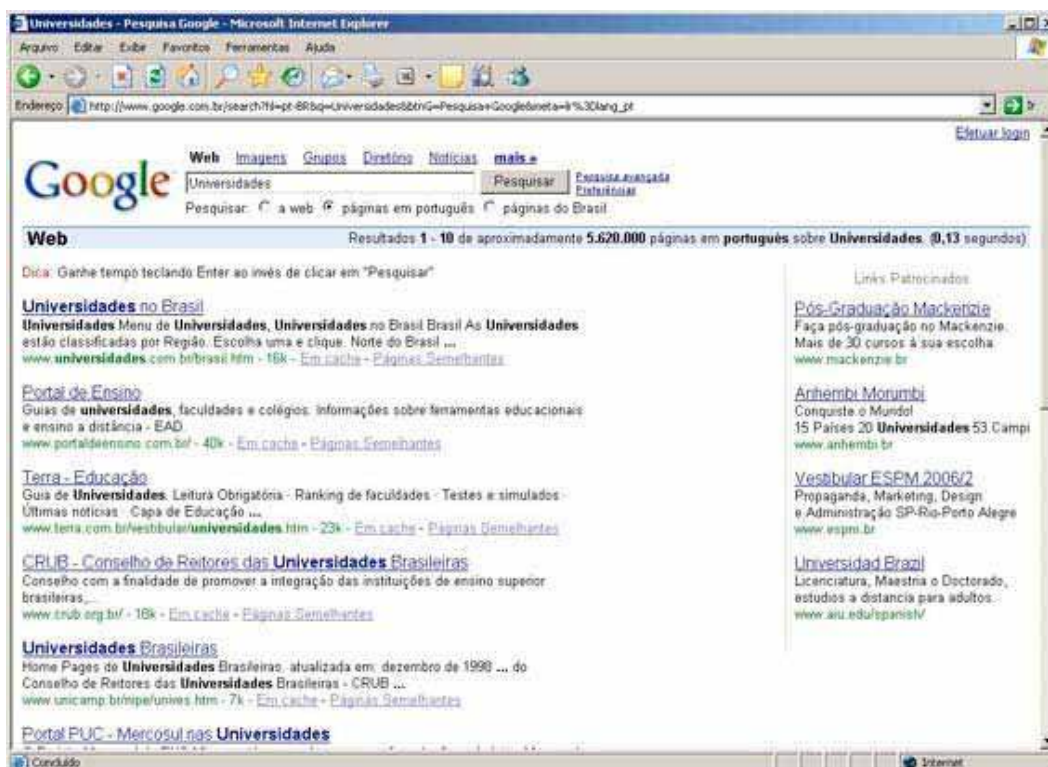 Universidades - Pesquisa Google - Microsoft Internet Explorer
Arquivo Editar Exibir Favoritos Ferramentas Ajuda
Endereço http://www.google.com.br/search?hl=pt-BR&q=Universidades&btnG=Pesquisa+Google&meta=lr%3Dlang_pt
Efetuar login
Web Imagens Grupos Diretório Notícias mais »
Google
Universidades
Pesquisar
Pesquisa avançada
Preferências
Pesquisar: a web páginas em português páginas do Brasil
Web Resultados 1 - 10 de aproximadamente 5.620.000 páginas em português sobre Universidades. (0,13 segundos)
Dica: Ganhe tempo teclando Enter ao invés de clicar em "Pesquisar"
Universidades no Brasil
Universidades Menu de Universidades, Universidades no Brasil Brasil As Universidades
estão classificadas por Região. Escolha uma e clique. Norte do Brasil ...
www.universidades.com.br/brasil.htm - 16k - Em cache - Páginas Semelhantes
Portal de Ensino
Guias de universidades, faculdades e colégios. Informações sobre ferramentas educacionais
e ensino a distância - EAD.
www.portaldeensino.com.br/ - 40k - Em cache - Páginas Semelhantes
Terra - Educação
Guia de Universidades. Leitura Obrigatória · Ranking de faculdades · Testes e simulados ·
Últimas notícias · Capa de Educação ...
www.terra.com.br/vestibular/universidades.htm - 23k - Em cache - Páginas Semelhantes
CRUB - Conselho de Reitores das Universidades Brasileiras
Conselho com a finalidade de promover a integração das instituições de ensino superior
brasileiras,...
www.crub.org.br/ - 16k - Em cache - Páginas Semelhantes
Universidades Brasileiras
Home Pages de Universidades Brasileiras. atualizada em: dezembro de 1998 ... do
Conselho de Reitores das Universidades Brasileiras - CRUB ...
www.unicamp.br/nipe/unives.htm - 7k - Em cache - Páginas Semelhantes
Portal PUC - Mercosul nas Universidades
Links Patrocinados
Pós-Graduação Mackenzie
Faça pós-graduação no Mackenzie.
Mais de 30 cursos à sua escolha.
www.mackenzie.br
Anhembi Morumbi
Conquiste o Mundo!
15 Países 20 Universidades 53 Campi
www.anhembi.br
Vestibular ESPM 2006/2
Propaganda, Marketing, Design
e Administração SP-Rio-Porto Alegre
www.espm.br
Universidad Brazil
Licenciatura, Maestria o Doctorado,
estudios a distancia para adultos.
www.aiu.edu/spanish/
Concluído
Internet